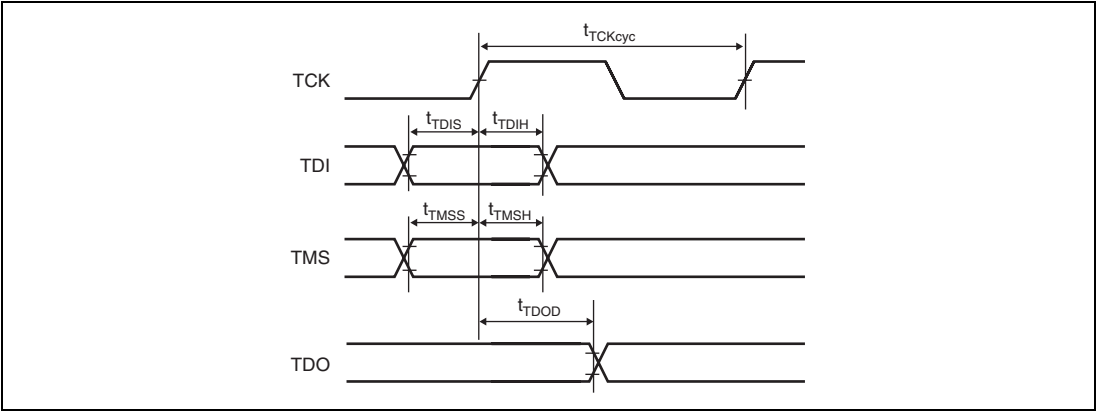 tTCKcyc
TCK
tTDIS tTDIH
TDI
tTMSS tTMSH
TMS
tTDOD
TDO